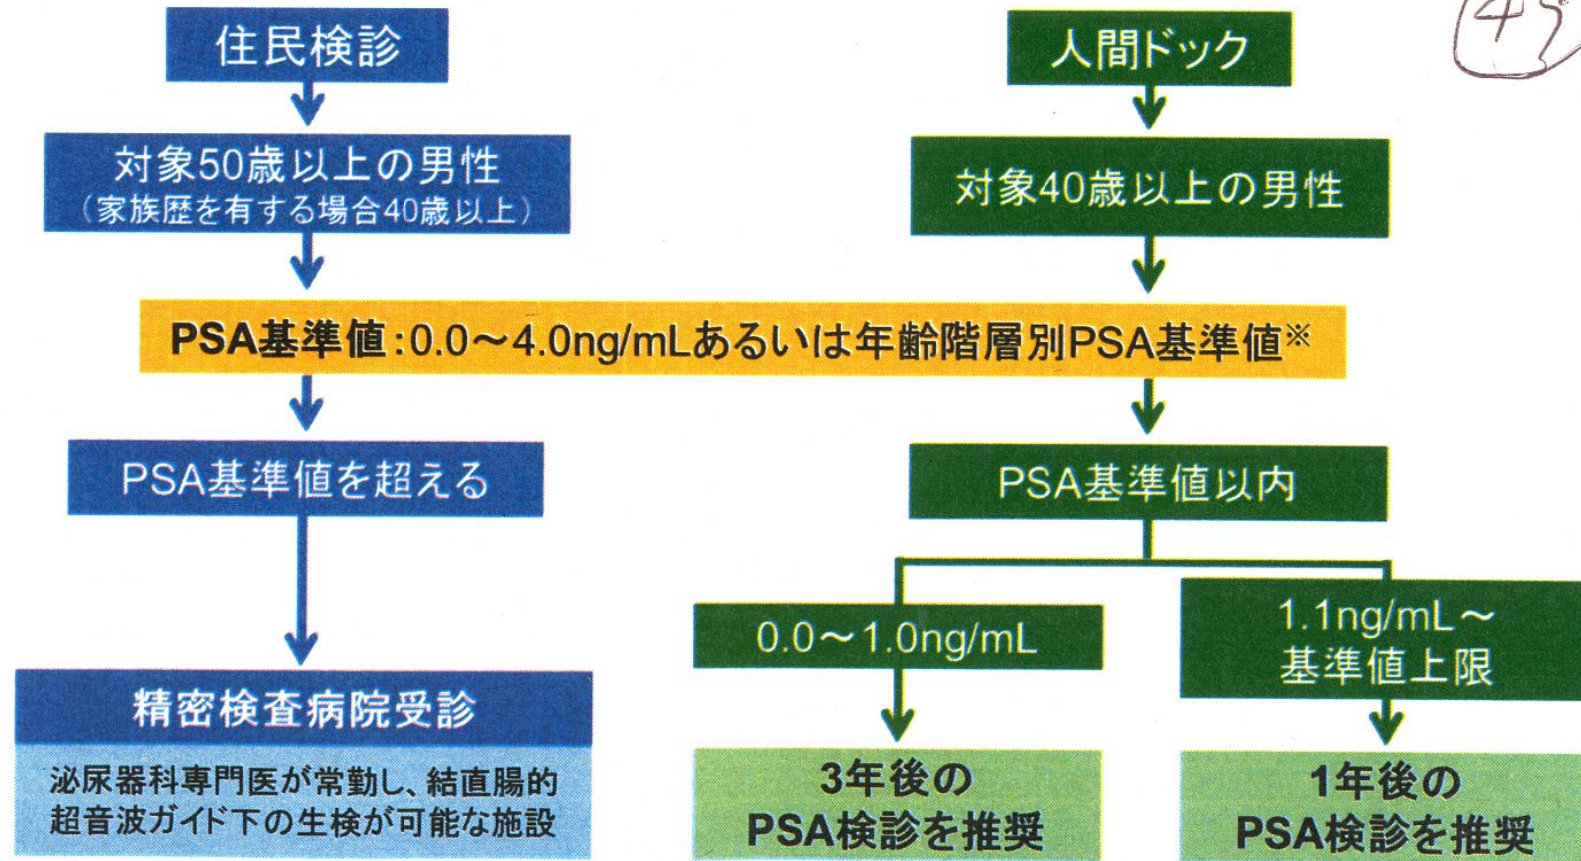 住民検診
人間ドック
対象50歳以上の男性
(家族歴を有する場合40歳以上)
対象40歳以上の男性
PSA基準値:0.0～4.0ng/mLあるいは年齢階層別PSA基準値※
PSA基準値を超える
PSA基準値以内
0.0～1.0ng/mL
1.1ng/mL～
基準値上限
精密検査病院受診
泌尿器科専門医が常勤し、結直腸的
超音波ガイド下の生検が可能な施設
3年後の
PSA検診を推奨
1年後の
PSA検診を推奨